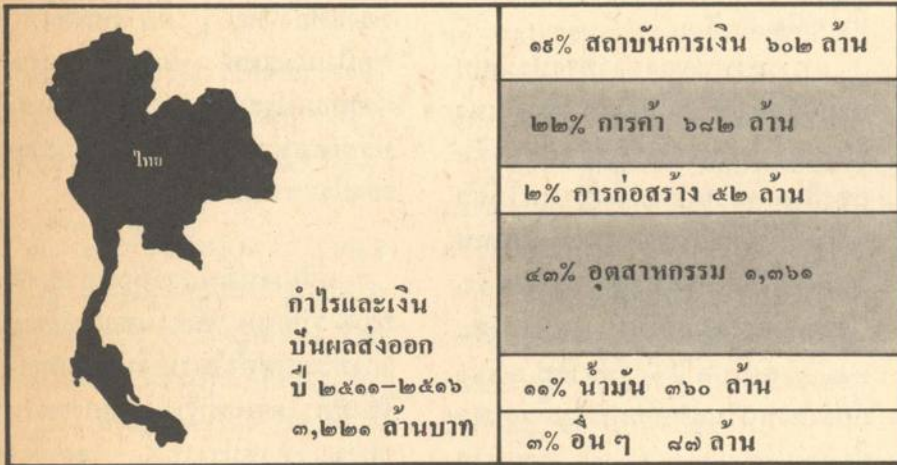 ไทย
กำไรและเงิน
ปันผลส่งออก
ปี ๒๕๑๑–๒๕๑๖
๓,๒๒๑ ล้านบาท
๑๙% สถาบันการเงิน ๖๐๒ ล้าน
๒๒% การค้า ๖๘๒ ล้าน
๒% การก่อสร้าง ๕๒ ล้าน
๔๓% อุตสาหกรรม ๑,๓๖๑
๑๑% น้ำมัน ๓๖๐ ล้าน
๓% อื่น ๆ ๘๗ ล้าน